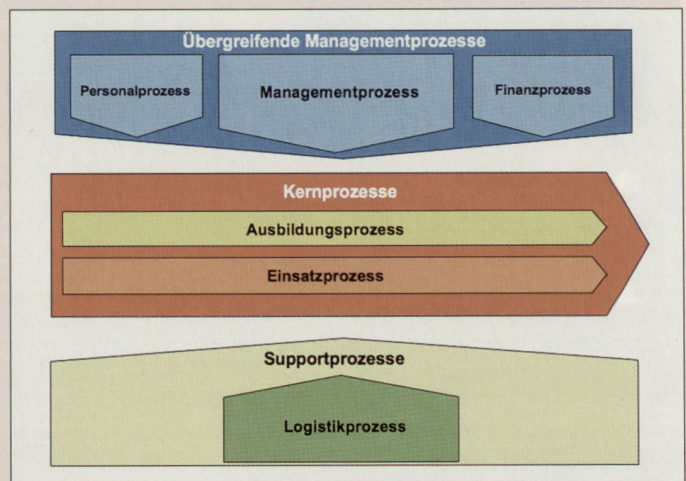 Übergreifende Managementprozesse
Personalprozess
Managementprozess
Finanzprozess
Kernprozesse
Ausbildungsprozess
Einsatzprozess
Supportprozesse
Logistikprozess